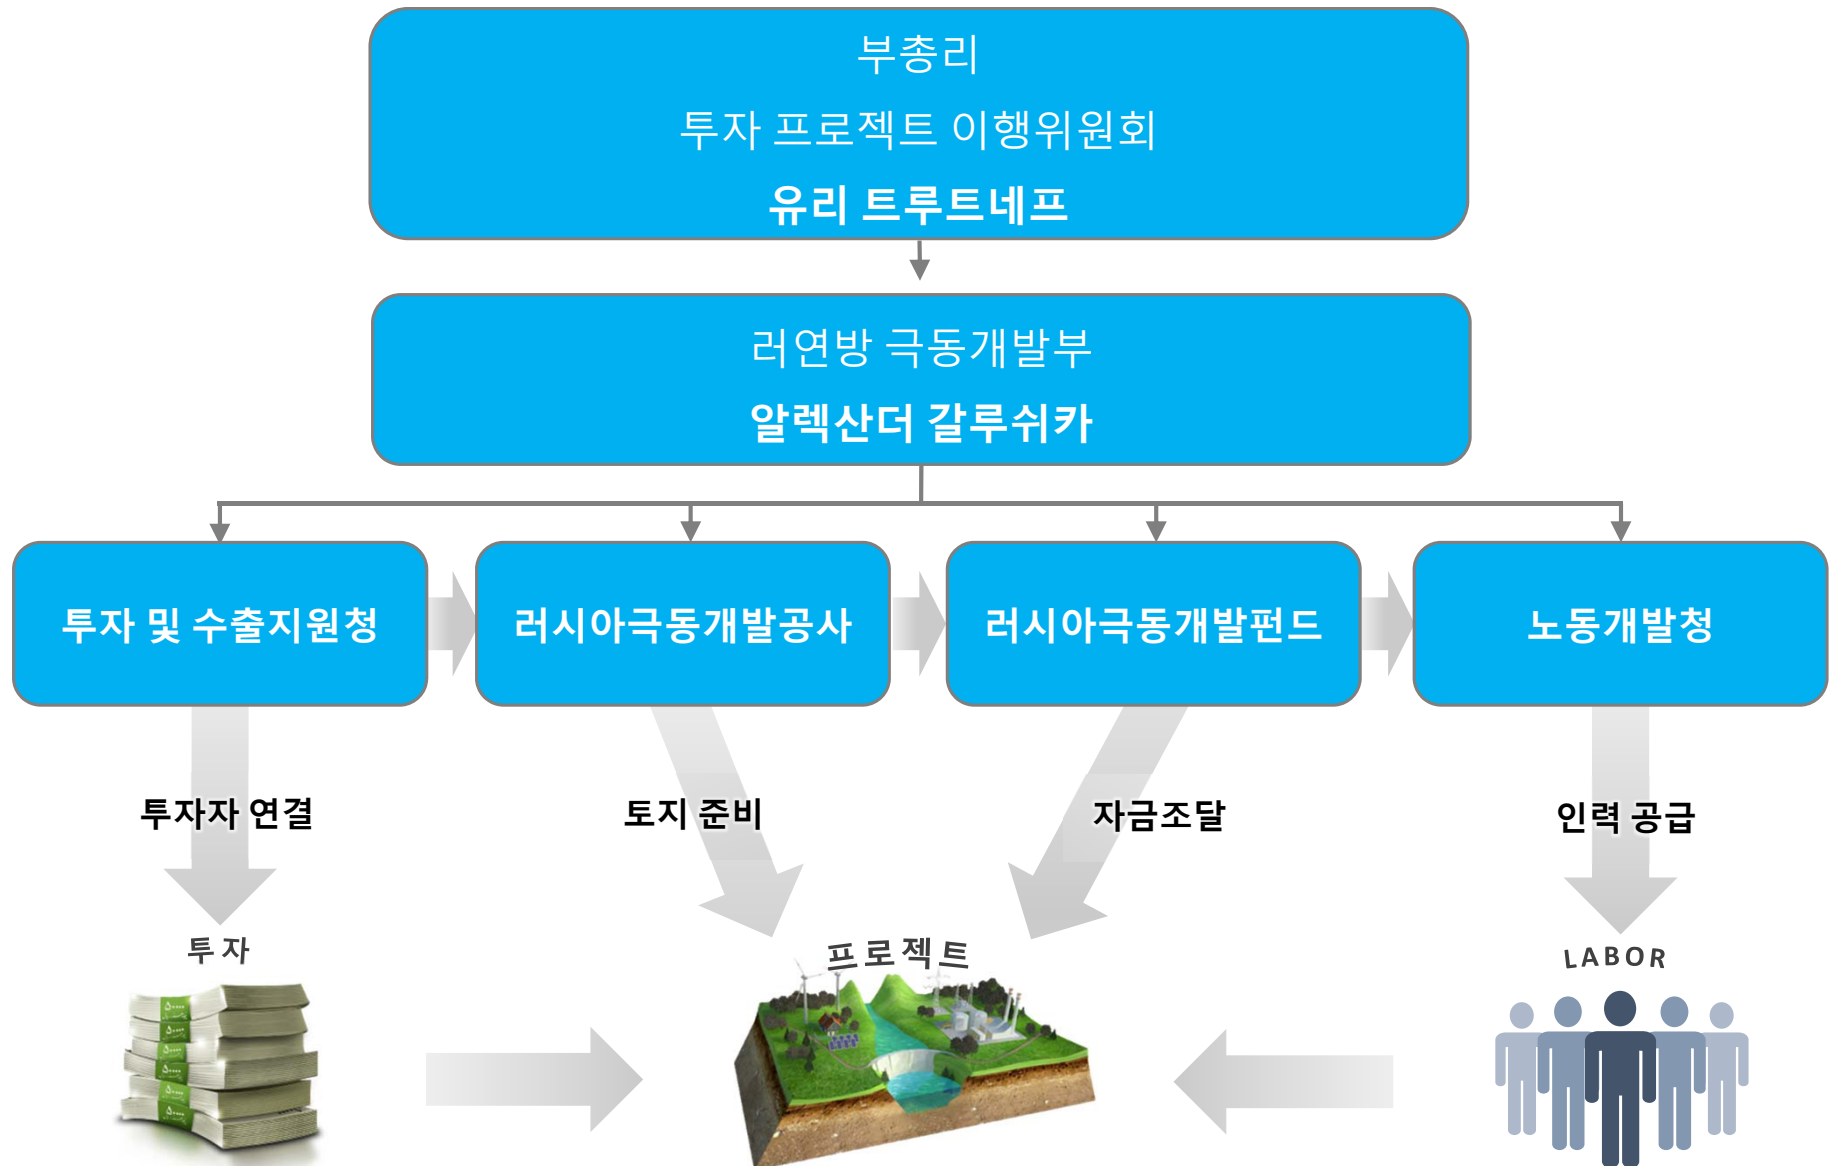 부총리
투자 프로젝트 이행위원회
유리 트루트네프
러연방 극동개발부
알렉산더 갈루쉬카
투자 및 수출지원청
러시아극동개발공사
러시아극동개발펀드
노동개발청
투자자 연결
토지 준비
자금조달
인력 공급
투자
프로젝트
LABOR